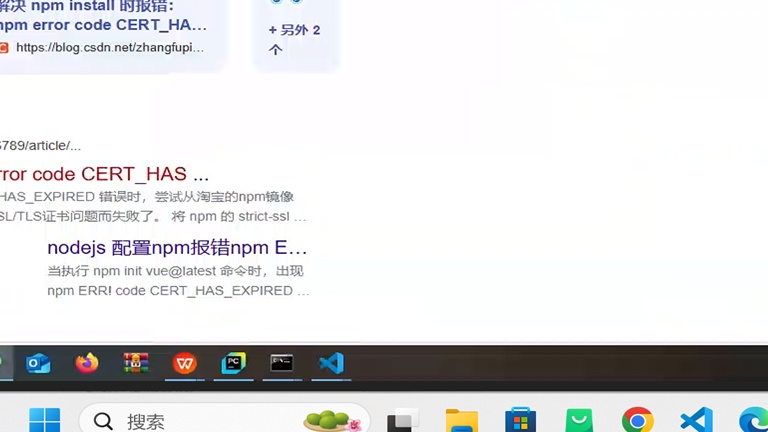 解决 npm install 时报错：
npm error code CERT_HA...
https://blog.csdn.net/zhangfupi...
+ 另外 2
个
789/article/...
rror code CERT_HAS ...
HAS_EXPIRED 错误时，尝试从淘宝的npm镜像
SL/TLS证书问题而失败了。 将 npm 的 strict-ssl ...
nodejs 配置npm报错npm E...
当执行 npm init vue@latest 命令时，出现
npm ERR! code CERT_HAS_EXPIRED ...
PC
搜索